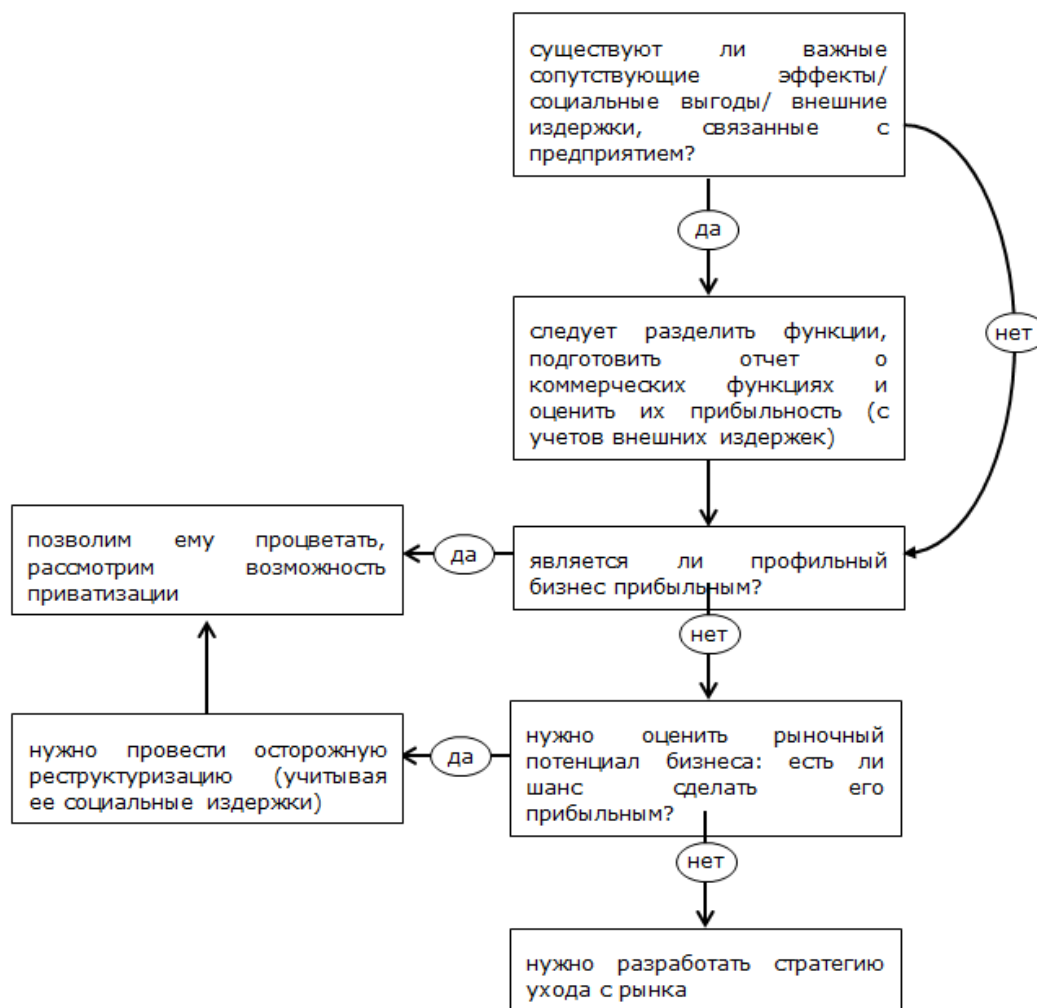 существуют ли важные
сопутствующие эффекты/
социальные выгоды/ внешние
издержки, связанные с
предприятием?
да
нет
следует разделить функции,
подготовить отчет о
коммерческих функциях и
оценить их прибыльность (с
учетов внешних издержек)
позволим ему процветать,
рассмотрим возможность
приватизации
да
является ли профильный
бизнес прибыльным?
нет
нужно провести осторожную
реструктуризацию (учитывая
ее социальные издержки)
да
нужно оценить рыночный
потенциал бизнеса: есть ли
шанс сделать его
прибыльным?
нет
нужно разработать стратегию
ухода с рынка